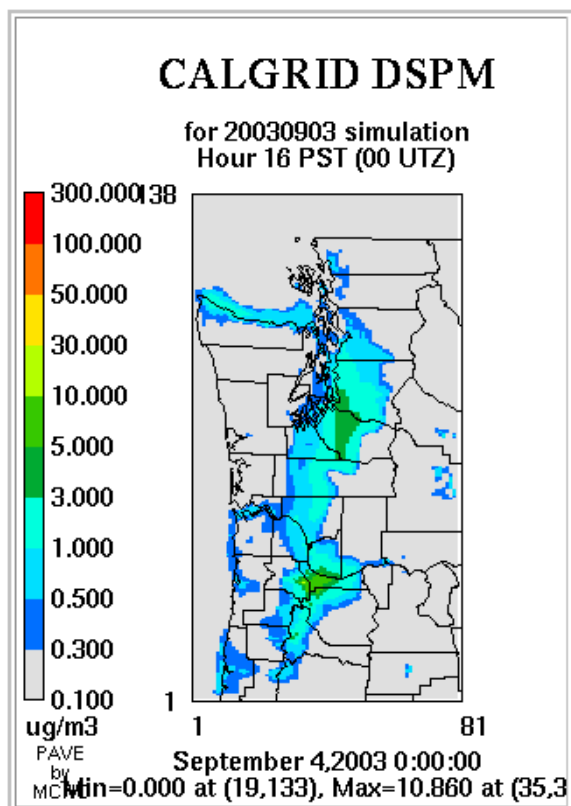 CALGRID DSPM
for 20030903 simulation
Hour 16 PST (00 UTZ)
300.000
138
100.000
50.000
30.000
10.000
5.000
3.000
1.000
0.500
0.300
0.100
1
ug/m3
1
81
PAVE
by
September 4,2003 0:00:00
Min=0.000 at (19,133), Max=10.860 at (35,3